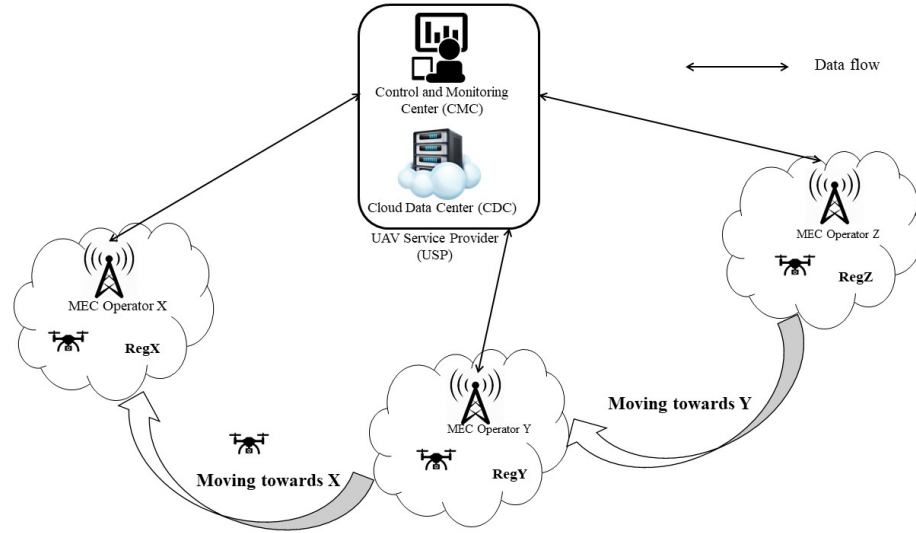 Control and Monitoring
Center (CMC)
Data flow
Cloud Data Center (CDC)
UAV Service Provider
(USP)
MEC Operator Z
RegZ
MEC Operator X
RegX
Moving towards Y
MEC Operator Y
RegY
Moving towards X